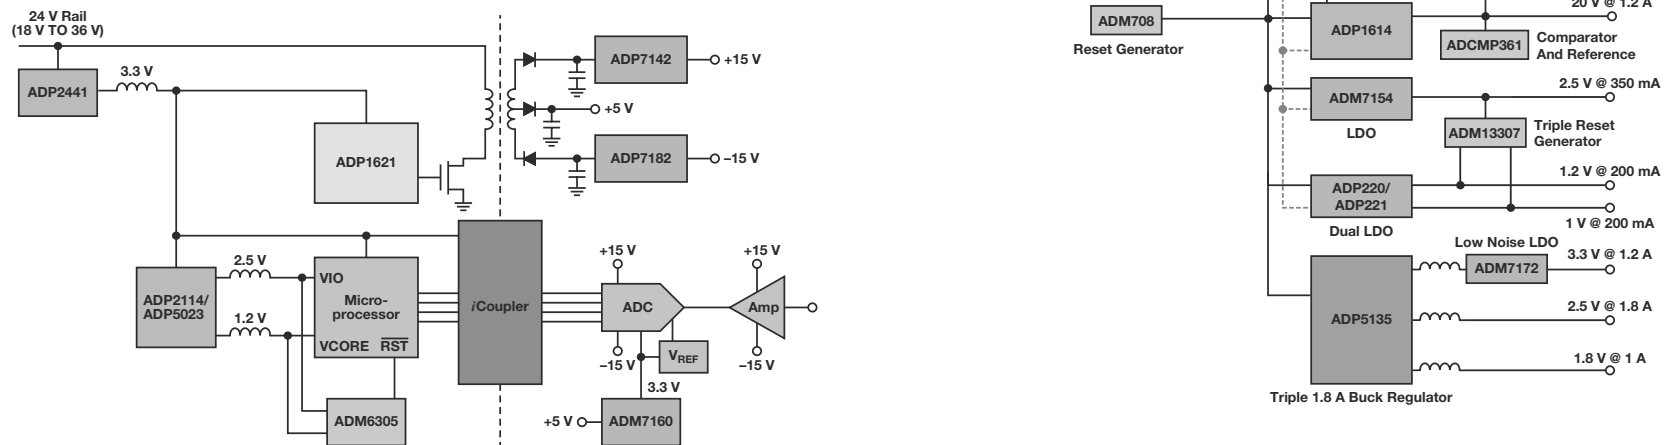 24 V Rail
(18 V TO 36 V)
ADP2441
3.3 V
ADP1621
ADP7142
+15 V
+5 V
ADP7182
−15 V
ADP2114/
ADP5023
2.5 V
1.2 V
VIO
Micro-
processor
VCORE RST
ADM6305
iCoupler
+15 V
ADC
−15 V
VREF
3.3 V
+5 V
ADM7160
+15 V
Amp
−15 V
ADM708
Reset Generator
ADP1614
20 V @ 1.2 A
ADCMP361
Comparator
And Reference
ADM7154
LDO
2.5 V @ 350 mA
ADM13307
Triple Reset
Generator
ADP220/
ADP221
Dual LDO
1.2 V @ 200 mA
1 V @ 200 mA
Low Noise LDO
ADM7172
3.3 V @ 1.2 A
ADP5135
2.5 V @ 1.8 A
1.8 V @ 1 A
Triple 1.8 A Buck Regulator